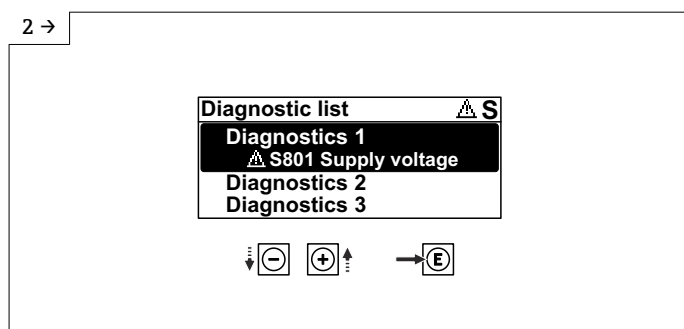 2 →
Diagnostic list ⚠ S
Diagnostics 1
⚠ S801 Supply voltage
Diagnostics 2
Diagnostics 3
− + E